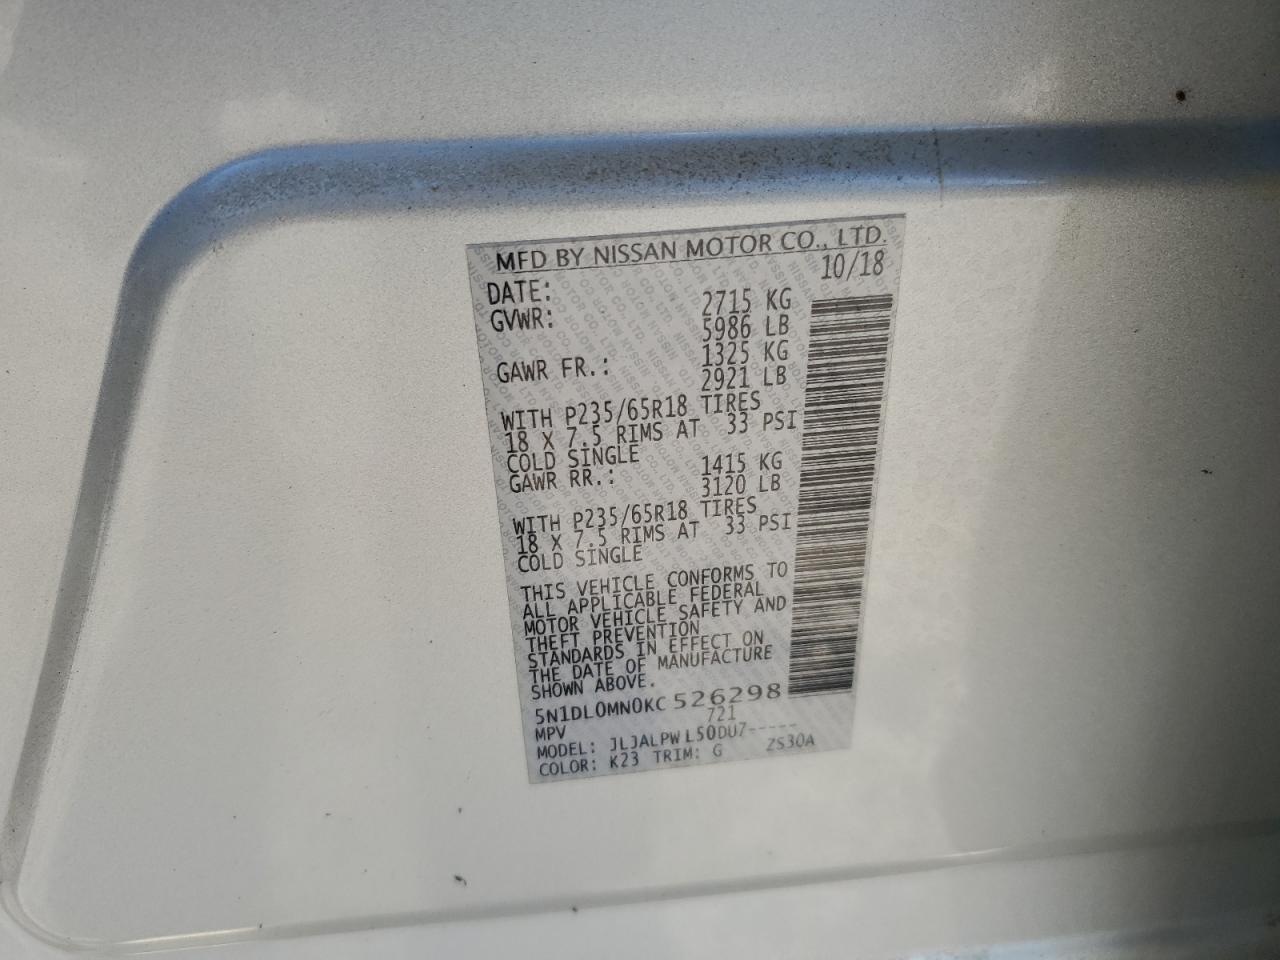 MFD BY NISSAN MOTOR CO., LTD.
DATE: 10/18
GVWR: 2715 KG
5986 LB
GAWR FR.: 1325 KG
2921 LB
WITH P235/65R18 TIRES
18 X 7.5 RIMS AT 33 PSI
COLD SINGLE
GAWR RR.: 1415 KG
3120 LB
WITH P235/65R18 TIRES
18 X 7.5 RIMS AT 33 PSI
COLD SINGLE
THIS VEHICLE CONFORMS TO
ALL APPLICABLE FEDERAL
MOTOR VEHICLE SAFETY AND
THEFT PREVENTION
STANDARDS IN EFFECT ON
THE DATE OF MANUFACTURE
SHOWN ABOVE.
5N1DL0MN0KC 526298
MPV 721
MODEL: JLJALPW L50DU7-----
COLOR: K23 TRIM: G ZS30A